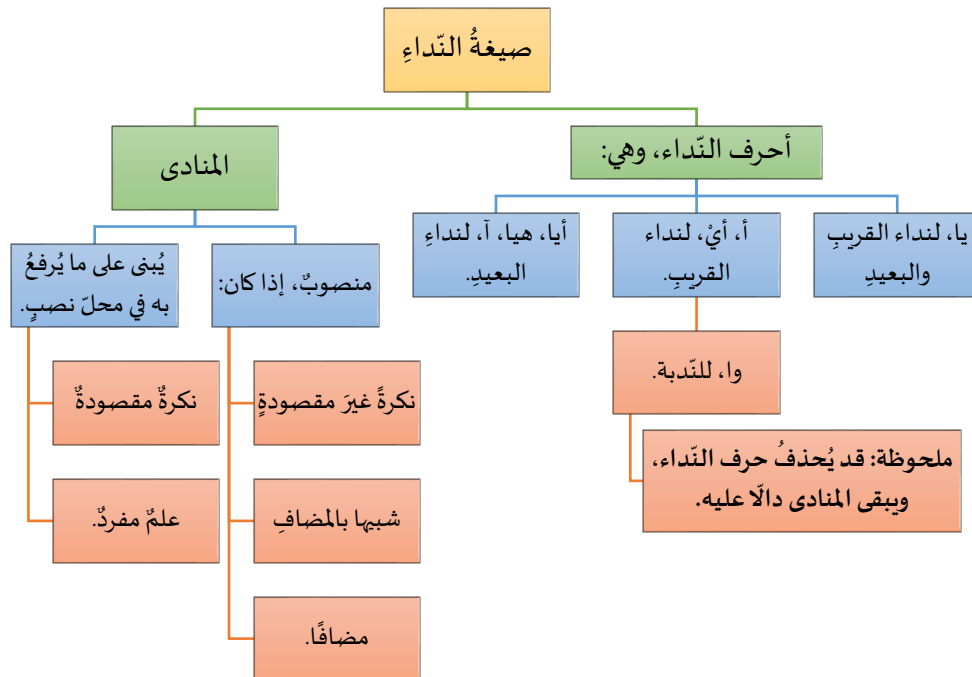 صيغةُ النّداءِ
أحرف النّداء، وهي:
يا، لنداء القريبِ
والبعيدِ
أ، أيْ، لنداء
القريبِ.
أيا، هيا، آ، لنداءِ
البعيدِ.
وا، للنّدبة.
ملحوظة: قد يُحذفُ حرف النّداء،
ويبقى المنادى دالّا عليه.
المنادى
منصوبٌ، إذا كان:
نكرةً غيرَ مقصودةٍ
شبيها بالمضافِ
مضافًا.
يُبنى على ما يُرفعُ
به في محلّ نصبٍ.
نكرةٌ مقصودةٌ
علمٌ مفردٌ.